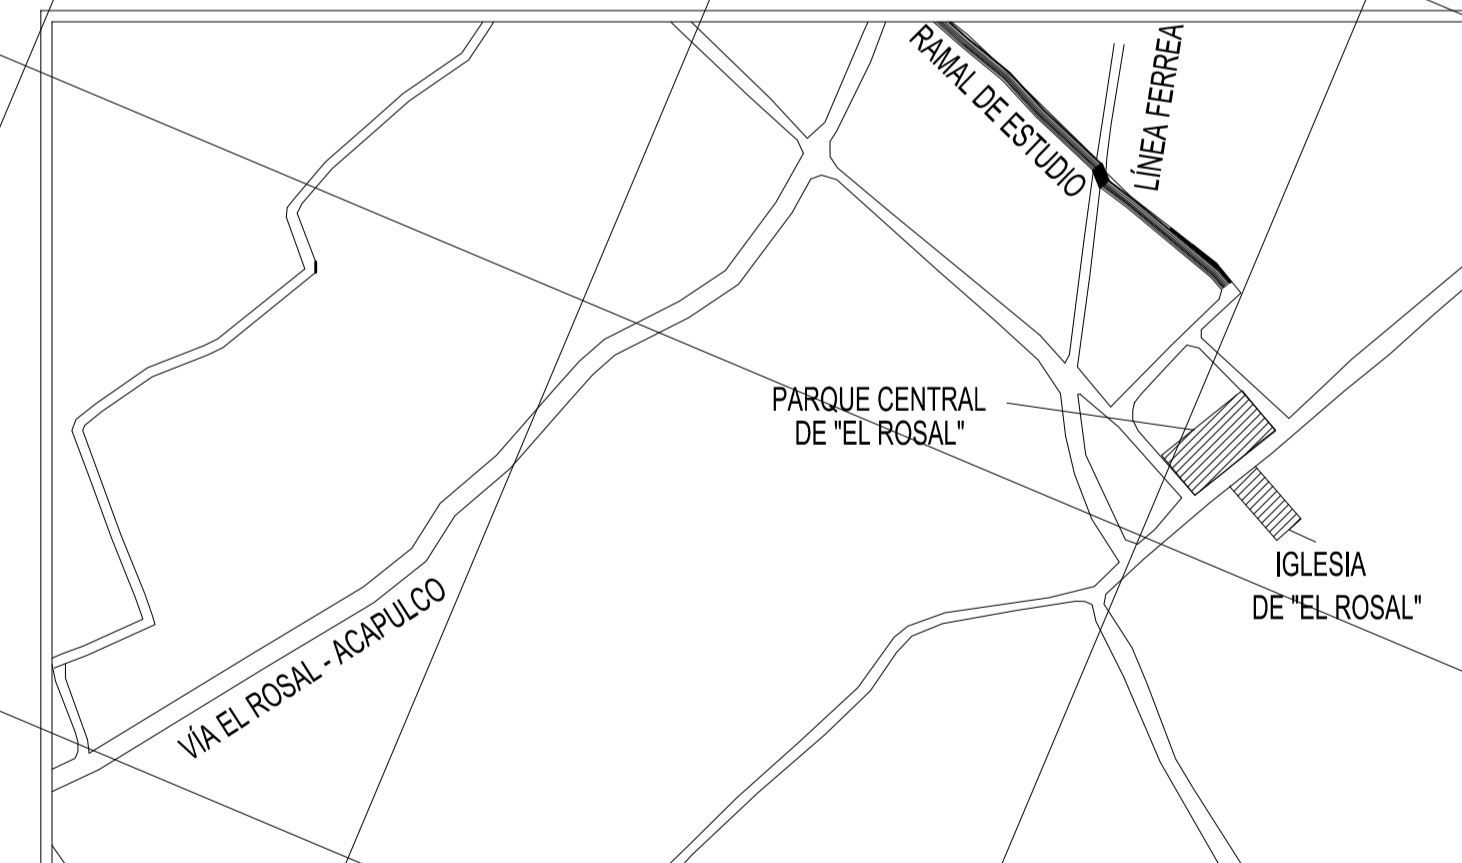 RAMAL DE ESTUDIO
LÍNEA FERREA
PARQUE CENTRAL
DE "EL ROSAL"
IGLESIA
DE "EL ROSAL"
VÍA EL ROSAL - ACAPULCO